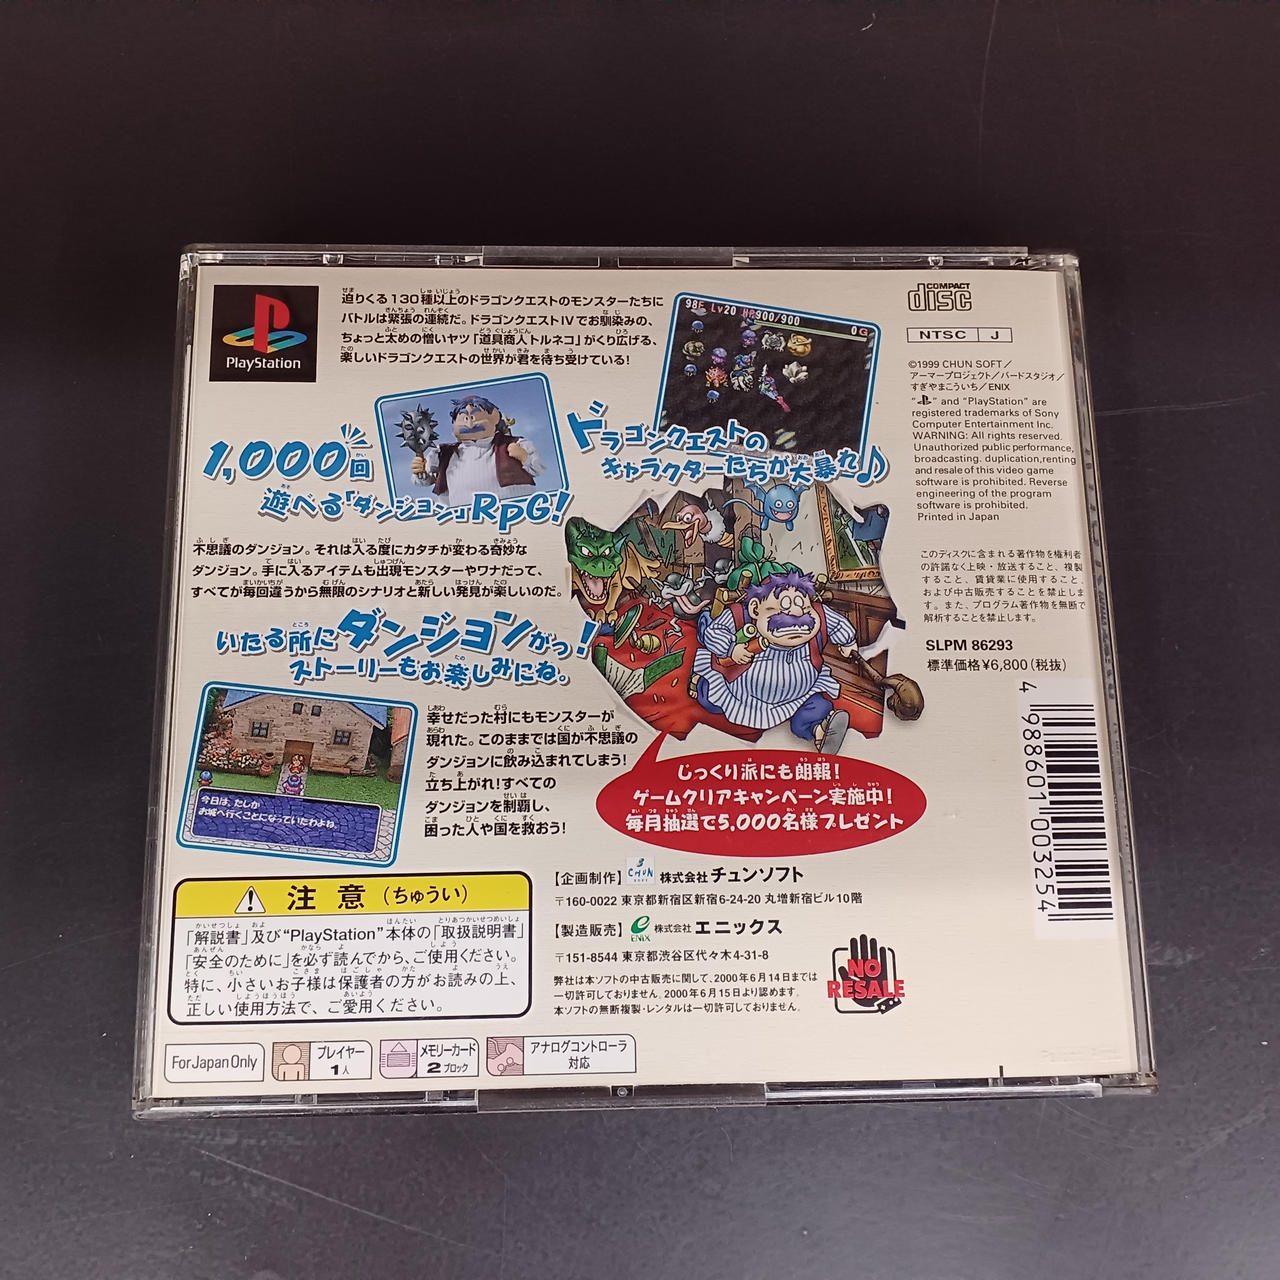 PlayStation
迫りくる130種以上のドラゴンクエストのモンスターたちに
バトルは緊張の連続だ。ドラゴンクエストIVでお馴染みの、
ちょっと太めの憎いヤツ「道具商人トルネコ」がくり広げる、
楽しいドラゴンクエストの世界が君を待ち受けている!
1,000回
遊べる「ダンジョン」RPG!
98F Lv20 HP900/900
0G
ドラゴンクエストの
キャラクターたちが大暴れ♪
不思議のダンジョン。それは入る度にカタチが変わる奇妙な
ダンジョン。手に入るアイテムも出現モンスターやワナだって、
すべてが毎回違うから無限のシナリオと新しい発見が楽しいのだ。
いたる所にダンジョンがっ!
ストーリーもお楽しみにね。
今日は、たしか
お城へ行くことになっていたわよね。
幸せだった村にもモンスターが
現れた。このままでは国が不思議の
ダンジョンに飲み込まれてしまう!
立ち上がれ!すべての
ダンジョンを制覇し、
困った人や国を救おう!
じっくり派にも朗報!
ゲームクリアキャンペーン実施中!
毎月抽選で5,000名様プレゼント
COMPACT
disc
NTSC J
©1999 CHUN SOFT/
アーマープロジェクト/バードスタジオ/
すぎやまこういち/ENIX
" " and "PlayStation" are
registered trademarks of Sony
Computer Entertainment Inc.
WARNING: All rights reserved.
Unauthorized public performance,
broadcasting, duplication,renting
and resale of this video game
software is prohibited. Reverse
engineering of the program
software is prohibited.
Printed in Japan
このディスクに含まれる著作物を権利者
の許諾なく上映・放送すること、複製
すること、賃貸業に使用すること、
および中古販売することを禁止しま
す。また、プログラム著作物を無断で
解析することを禁止します。
SLPM 86293
標準価格¥6,800(税抜)
4 988601 003254
注意(ちゅうい)
「解説書」及び"PlayStation"本体の「取扱説明書」
「安全のために」を必ず読んでから、ご使用ください。
特に、小さいお子様は保護者の方がお読みの上、
正しい使用方法で、ご愛用ください。
【企画制作】CHUN SOFT 株式会社チュンソフト
〒160-0022 東京都新宿区新宿6-24-20 丸増新宿ビル10階
【製造販売】ENIX 株式会社エニックス
〒151-8544 東京都渋谷区代々木4-31-8
弊社は本ソフトの中古販売に関して、2000年6月14日までは
一切許可しておりません。2000年6月15日より認めます。
本ソフトの無断複製・レンタルは一切許可しておりません。
NO
RESALE
For Japan Only
プレイヤー
1人
メモリーカード
2ブロック
アナログコントローラ
対応